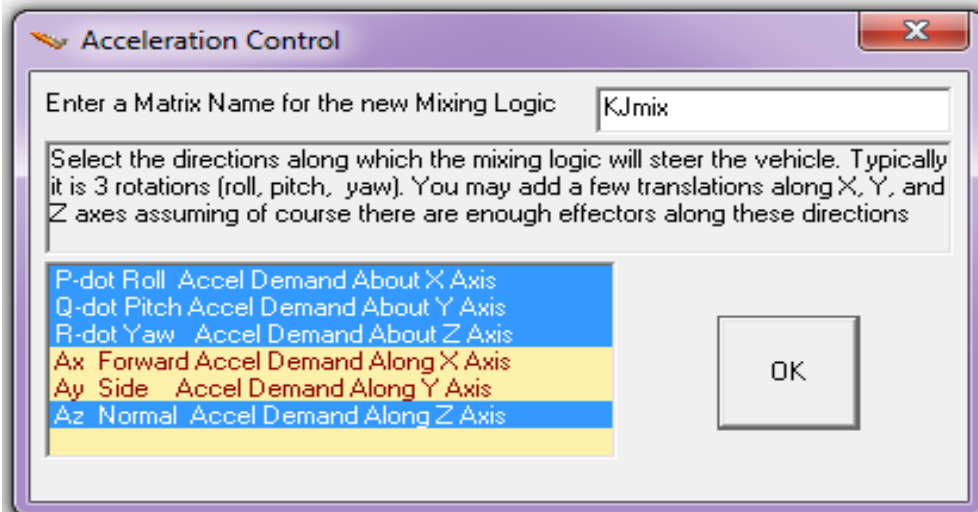 Acceleration Control
Enter a Matrix Name for the new Mixing Logic KJmix
Select the directions along which the mixing logic will steer the vehicle. Typically
it is 3 rotations (roll, pitch, yaw). You may add a few translations along X, Y, and
Z axes assuming of course there are enough effectors along these directions
P-dot Roll Accel Demand About X Axis
Q-dot Pitch Accel Demand About Y Axis
R-dot Yaw Accel Demand About Z Axis
Ax Forward Accel Demand Along X Axis
Ay Side Accel Demand Along Y Axis
Az Normal Accel Demand Along Z Axis
OK